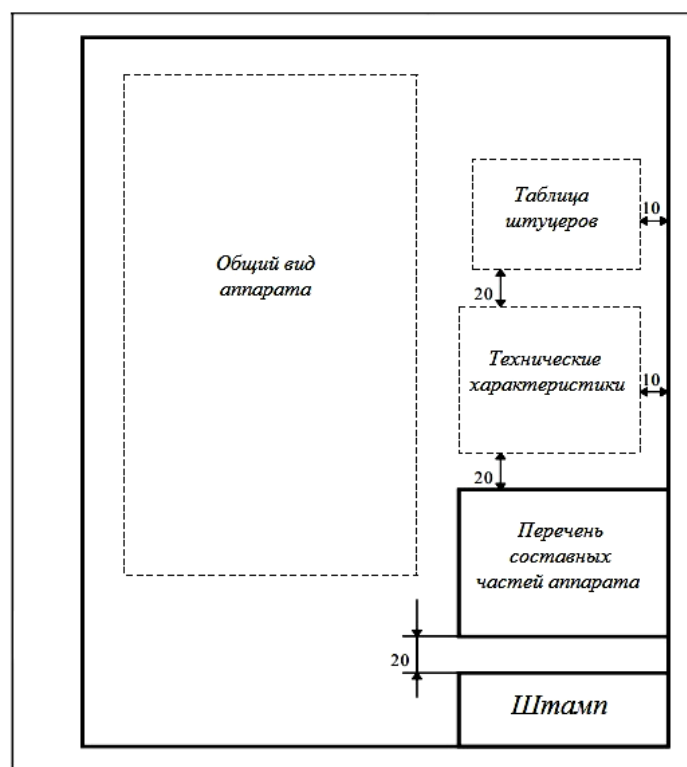 Общий вид
аппарата
Таблица
штуцеров
10
20
Технические
характеристики
10
20
Перечень
составных
частей аппарата
20
Штамп